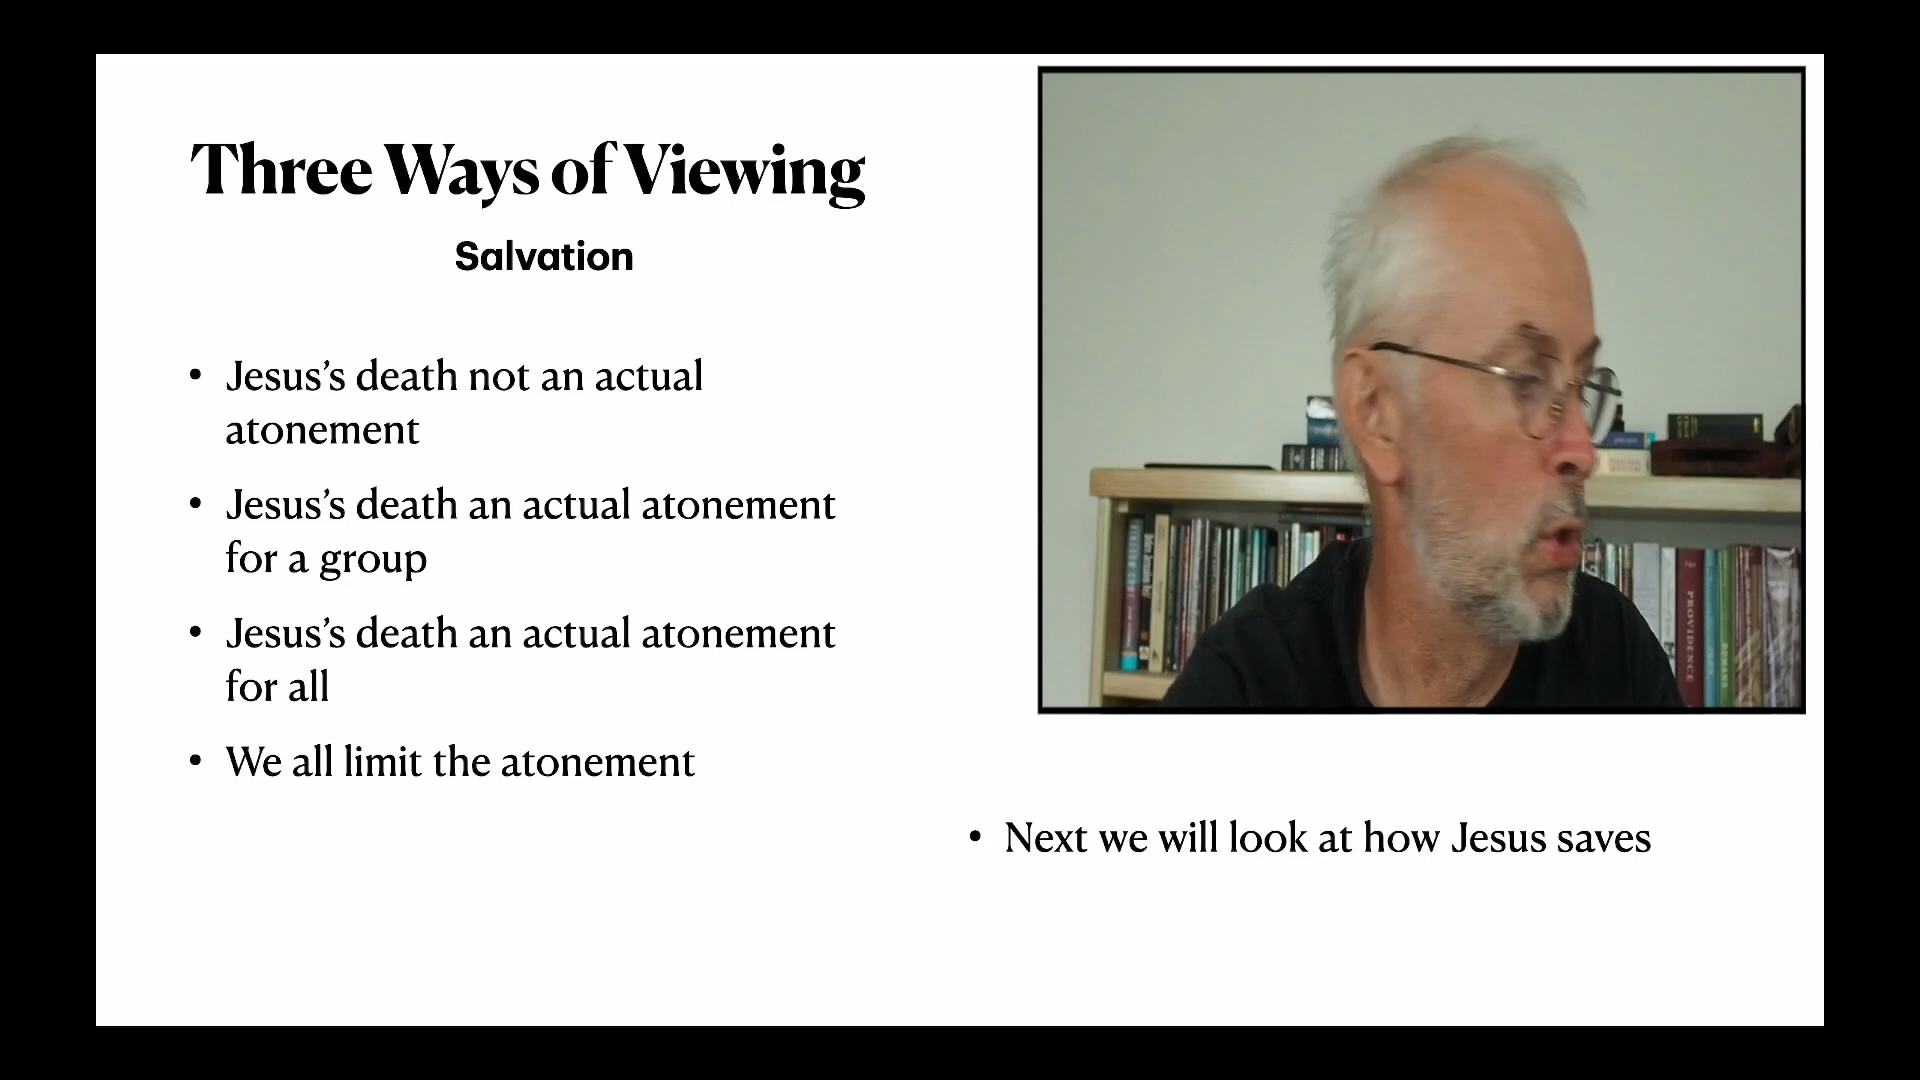 Three Ways of Viewing
Salvation
• Jesus’s death not an actual
atonement
• Jesus’s death an actual atonement
for a group
• Jesus’s death an actual atonement
for all
• We all limit the atonement
PROVIDENCE
ROMANS
• Next we will look at how Jesus saves